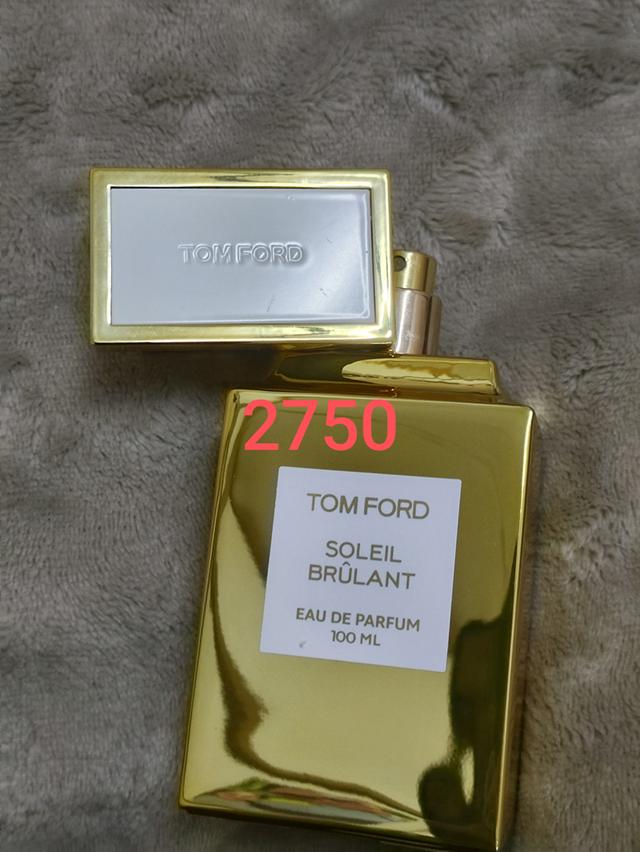 TOM FORD
2750
TOM FORD
SOLEIL
BRÛLANT
EAU DE PARFUM
100 ML